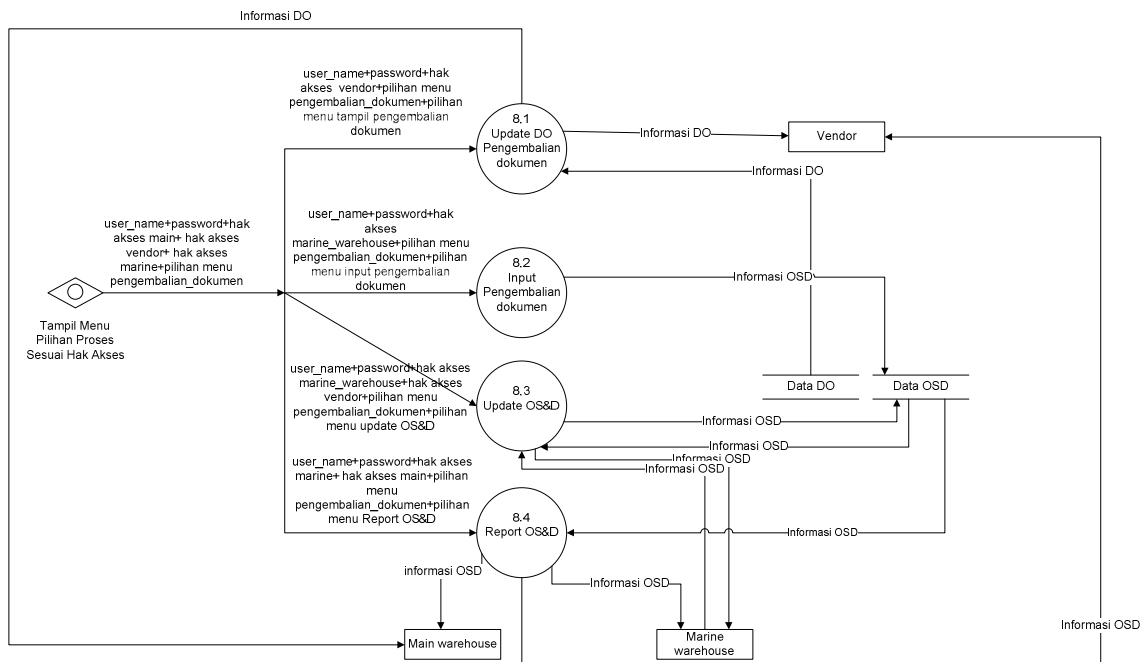 Informasi DO
user_name+password+hak
akses  vendor+pilihan menu
pengembalian_dokumen+pilihan
menu tampil pengembalian
dokumen
8.1
Update DO
Pengembalian
dokumen
Informasi DO
Vendor
Informasi DO
user_name+password+hak
akses main+ hak akses
vendor+ hak akses
marine+pilihan menu
pengembalian_dokumen
user_name+password+hak
akses
marine_warehouse+pilihan menu
pengembalian_dokumen+pilihan
menu input pengembalian
dokumen
8.2
Input
Pengembalian
dokumen
Informasi OSD
Tampil Menu
Pilihan Proses
Sesuai Hak Akses
user_name+password+hak akses
marine_warehouse+hak akses
vendor+pilihan menu
pengembalian_dokumen+pilihan
menu update OS&D
8.3
Update OS&D
Data DO
Data OSD
Informasi OSD
Informasi OSD
Informasi OSD
Informasi OSD
user_name+password+hak akses
marine+ hak akses main+pilihan
menu
pengembalian_dokumen+pilihan
menu Report OS&D
8.4
Report OS&D
Informasi OSD
informasi OSD
Informasi OSD
Main warehouse
Marine
warehouse
Informasi OSD